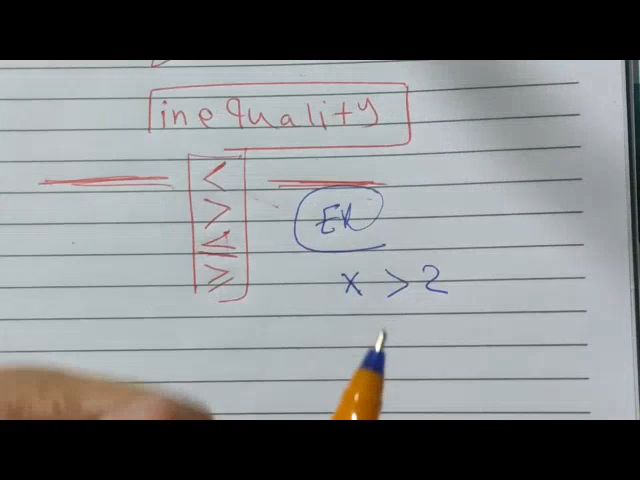 inequality
<
>
≤
≥
EX
x > 2